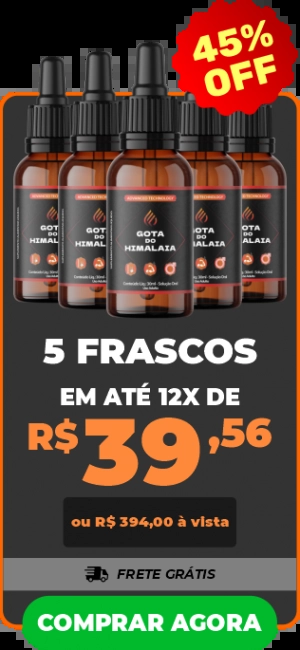 45%
OFF
GOTA
DO
HIMALAIA
5 FRASCOS
EM ATÉ 12X DE
R$39,56
ou R$ 394,00 à vista
FRETE GRÁTIS
COMPRAR AGORA